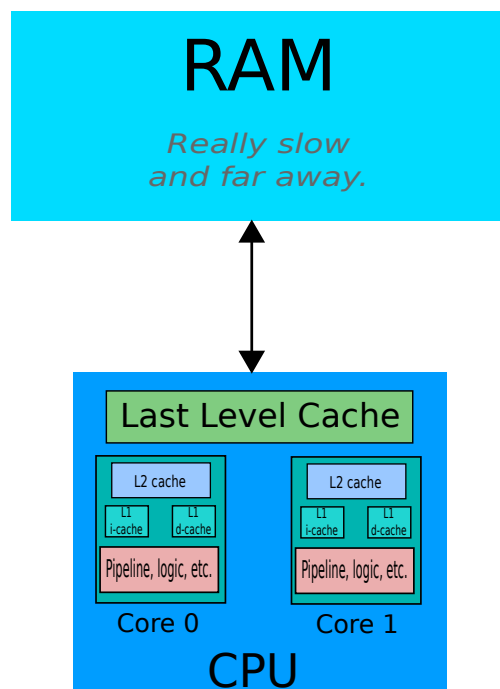 RAM
Really slow
and far away.
Last Level Cache
L2 cache
L1
i-cache
L1
d-cache
Pipeline, logic, etc.
Core 0
L2 cache
L1
i-cache
L1
d-cache
Pipeline, logic, etc.
Core 1
CPU